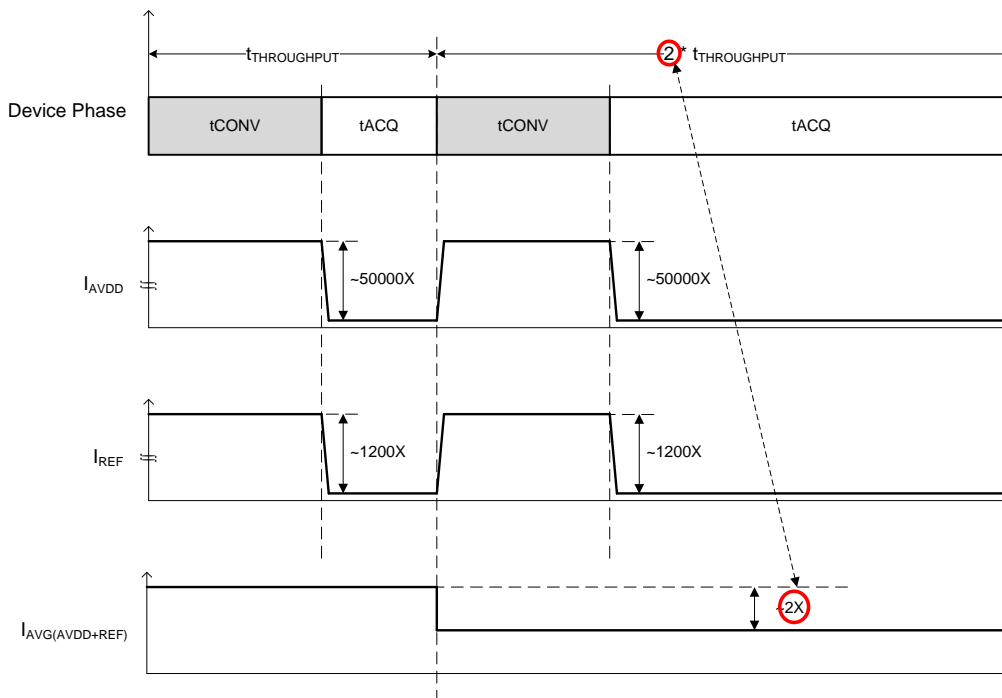 tTHROUGHPUT
2 * tTHROUGHPUT
Device Phase
tCONV
tACQ
tCONV
tACQ
IAVDD
~50000X
~50000X
IREF
~1200X
~1200X
IAVG(AVDD+REF)
~2X